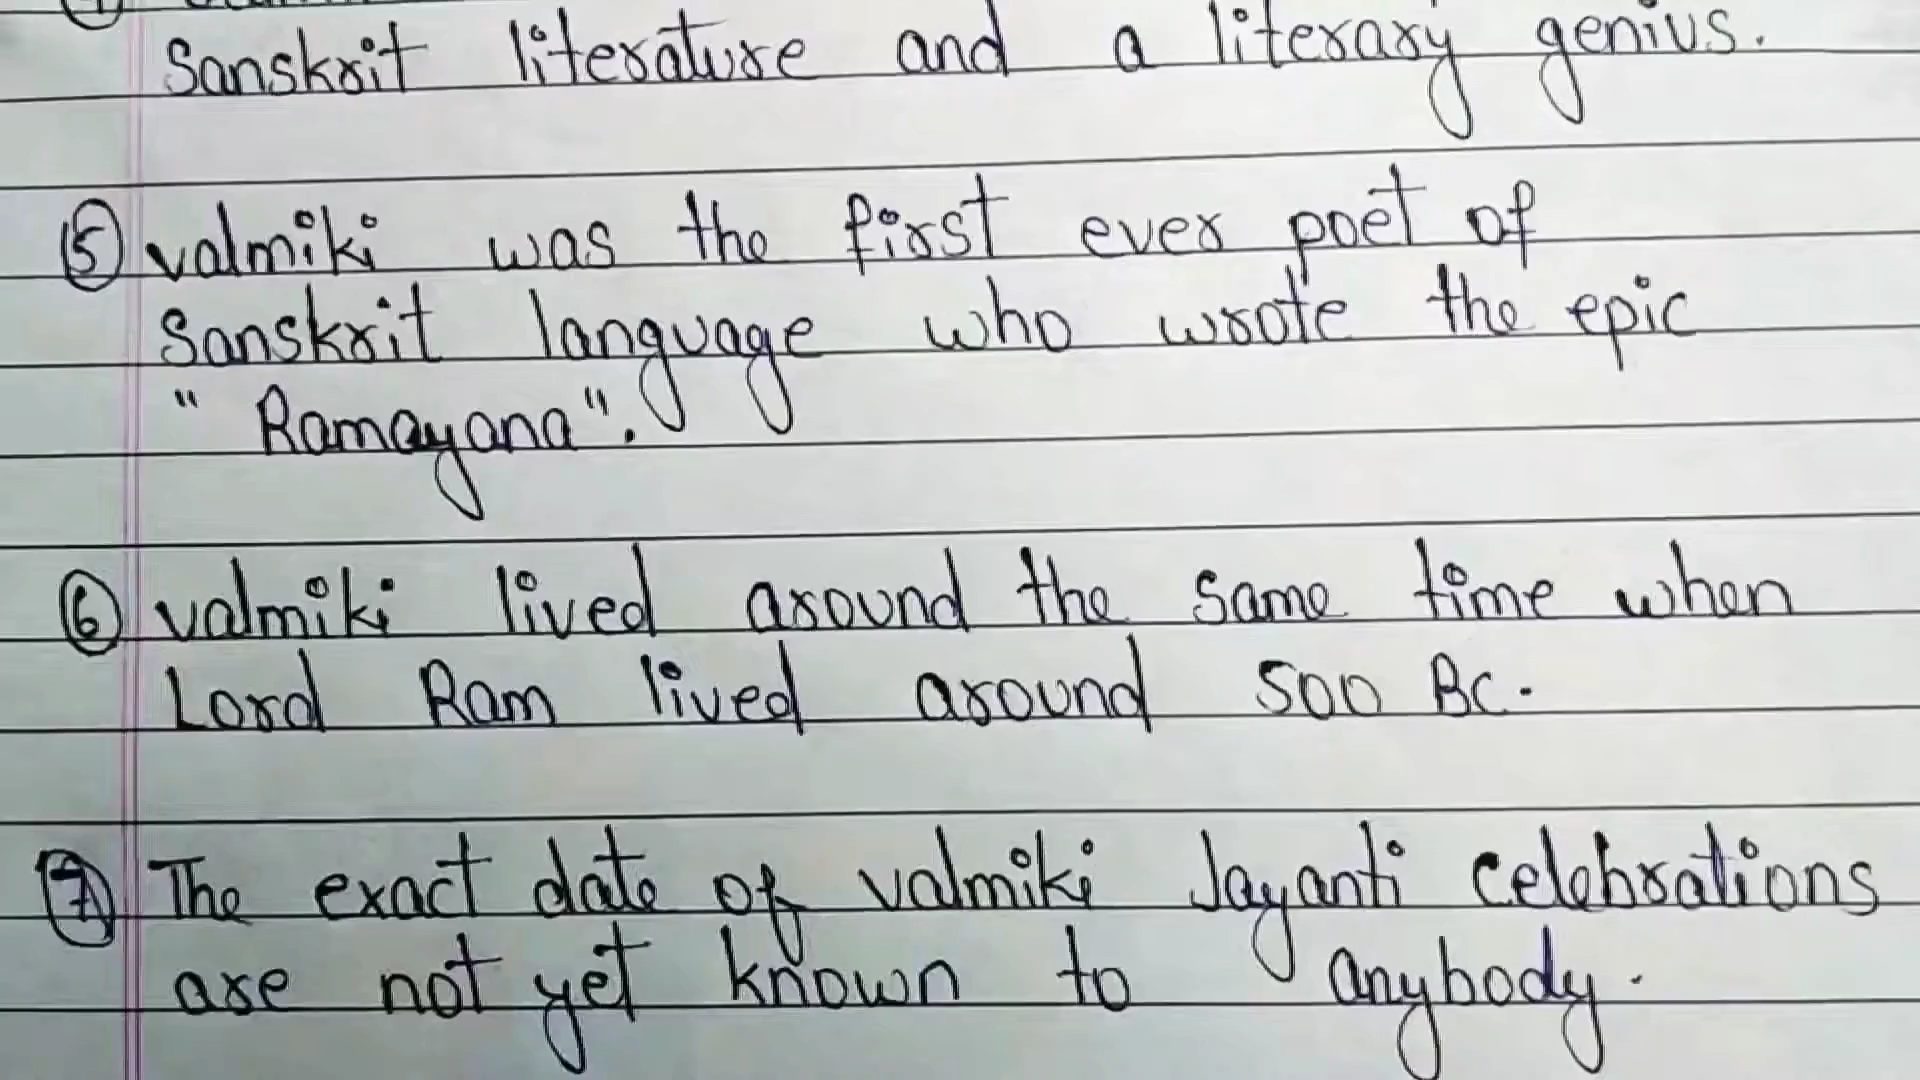 Sanskrit literature and a literary genius.
⑤ valmiki was the first ever poet of
Sanskrit language who wrote the epic
" Ramayana".
⑥ valmiki lived around the same time when
Lord Ram lived around 500 BC.
⑦ The exact date of valmiki Jayanti celebrations
are not yet known to anybody.